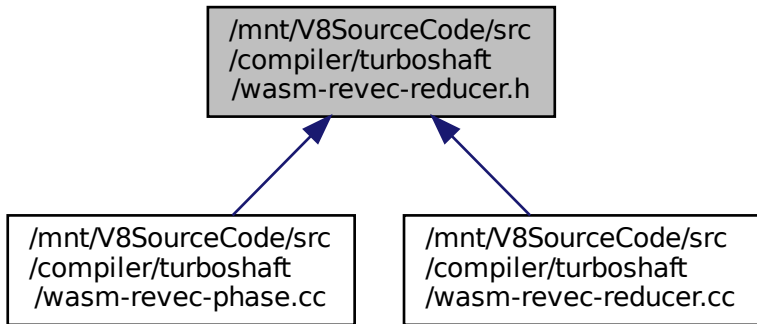 /mnt/V8SourceCode/src
/compiler/turboshaft
/wasm-revec-reducer.h
/mnt/V8SourceCode/src
/compiler/turboshaft
/wasm-revec-phase.cc
/mnt/V8SourceCode/src
/compiler/turboshaft
/wasm-revec-reducer.cc